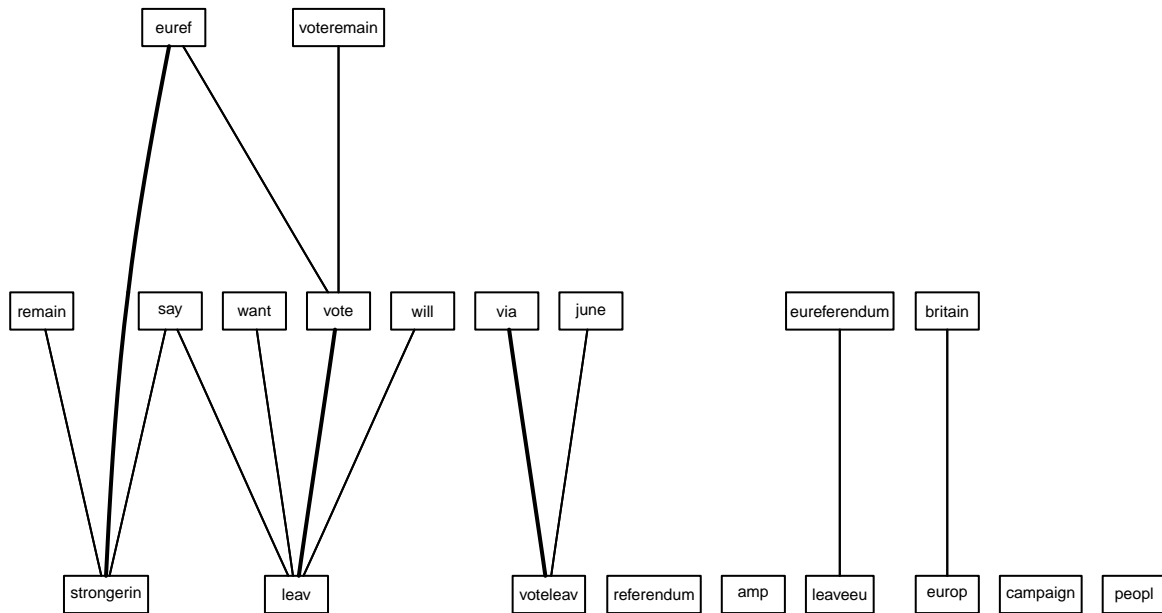 euref
voteremain
remain
say
want
vote
will
via
june
eureferendum
britain
strongerin
leav
voteleav
referendum
amp
leaveeu
europ
campaign
peopl